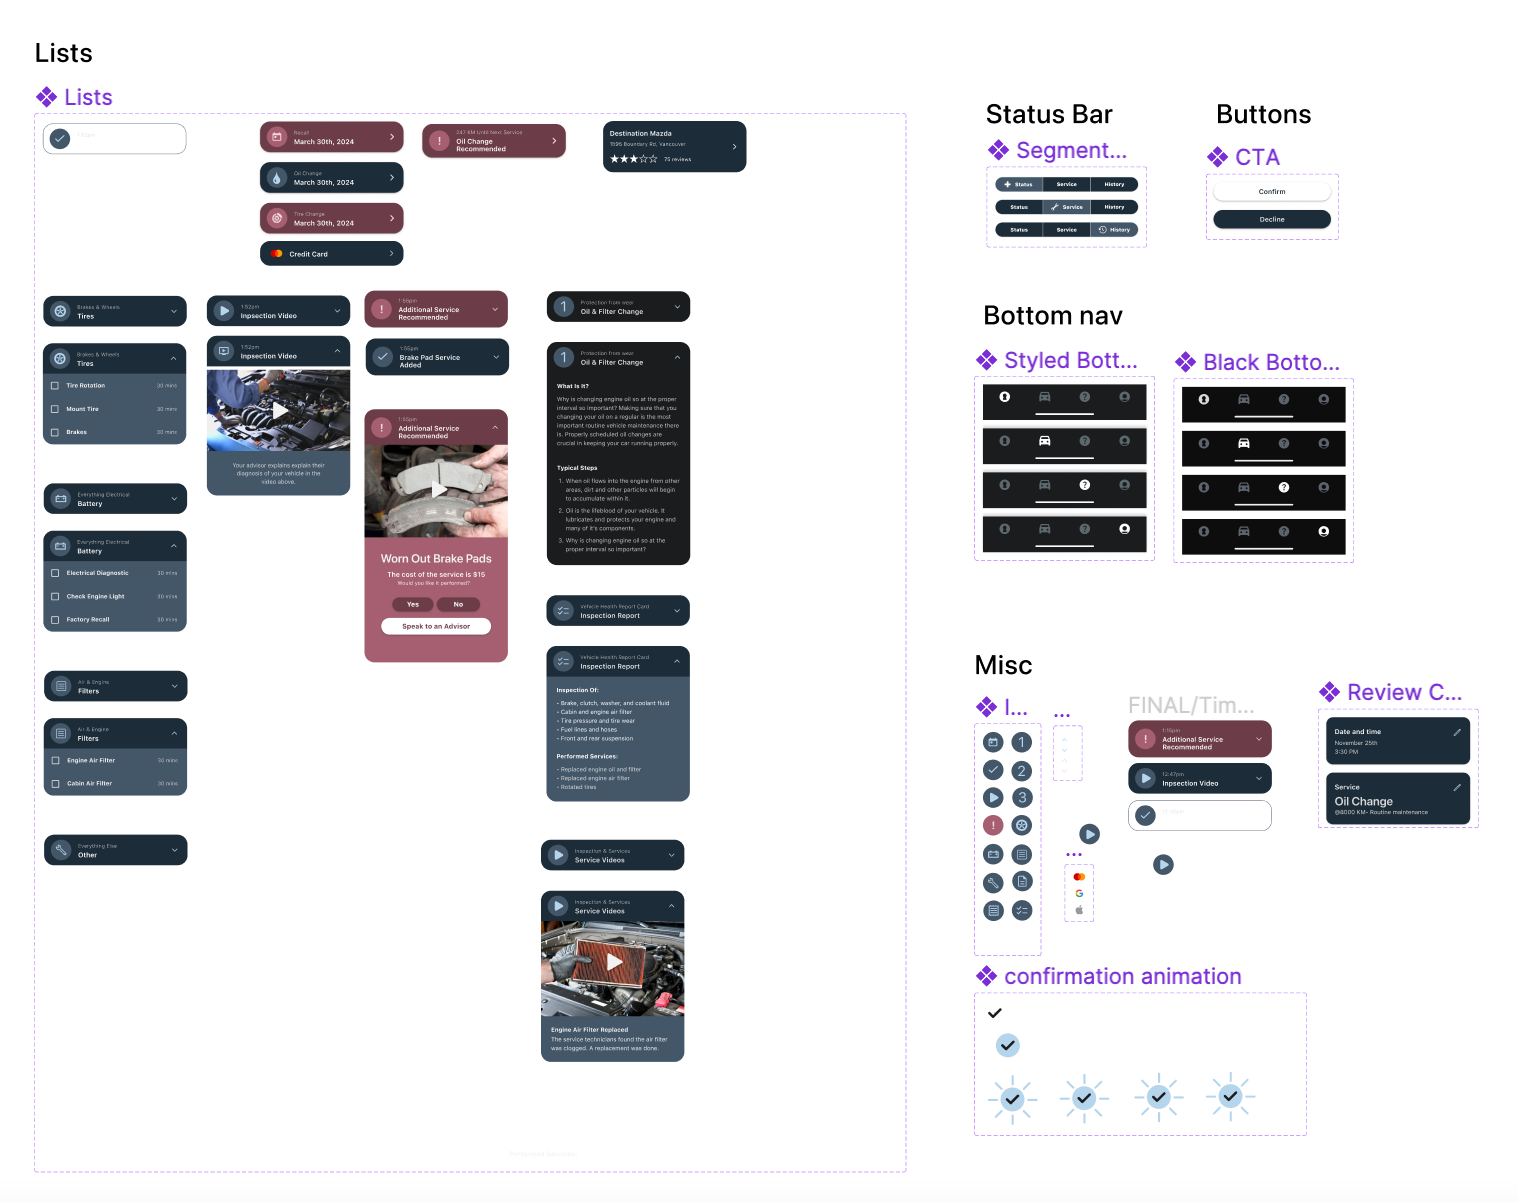 Lists
Lists
Recall
March 30th, 2024
Oil Change
March 30th, 2024
Tire Change
March 30th, 2024
Credit Card
247 KM Until Next Service
Oil Change
Recommended
Destination Mazda
1595 Boundary Rd, Vancouver
75 reviews
Brakes & Wheels
Tires
Brakes & Wheels
Tires
Tire Rotation
30 mins
Mount Tire
30 mins
Brakes
30 mins
Everything Electrical
Battery
Everything Electrical
Battery
Electrical Diagnostic
30 mins
Check Engine Light
30 mins
Factory Recall
30 mins
Air & Engine
Filters
Air & Engine
Filters
Engine Air Filter
30 mins
Cabin Air Filter
30 mins
Everything Else
Other
1:52pm
Inpsection Video
1:52pm
Inpsection Video
Your advisor explains explain their
diagnosis of your vehicle in the
video above.
1:55pm
Additional Service
Recommended
1:55pm
Brake Pad Service
Added
1:55pm
Additional Service
Recommended
Worn Out Brake Pads
The cost of the service is $15
Would you like it performed?
Yes
No
Speak to an Advisor
1
Protection from wear
Oil & Filter Change
1
Protection from wear
Oil & Filter Change
What Is It?
Why is changing engine oil so at the proper
interval so important? Making sure that you
changing your oil on a regular is the most
important routine vehicle maintenance there
is. Properly scheduled oil changes are
crucial in keeping your car running properly.
Typical Steps
1. When oil flows into the engine from other
areas, dirt and other particles will begin
to accumulate within it.
2. Oil is the lifeblood of your vehicle. It
lubricates and protects your engine and
many of it's components.
3. Why is changing engine oil so at the
proper interval so important?
Vehicle Health Report Card
Inspection Report
Vehicle Health Report Card
Inspection Report
Inspection Of:
- Brake, clutch, washer, and coolant fluid
- Cabin and engine air filter
- Tire pressure and tire wear
- Fuel lines and hoses
- Front and rear suspension
Performed Services:
- Replaced engine oil and filter
- Replaced engine air filter
- Rotated tires
Inspection & Services
Service Videos
Inspection & Services
Service Videos
Engine Air Filter Replaced
The service technicians found the air filter
was clogged. A replacement was done.
Status Bar
Segment...
Status
Service
History
Status
Service
History
Status
Service
History
Buttons
CTA
Confirm
Decline
Bottom nav
Styled Bott...
Black Botto...
Misc
I...
...
1
2
3
...
FINAL/Tim...
1:15pm
Additional Service
Recommended
12:47pm
Inpsection Video
Review C...
Date and time
November 25th
3:30 PM
Service
Oil Change
@8000 KM- Routine maintenance
confirmation animation